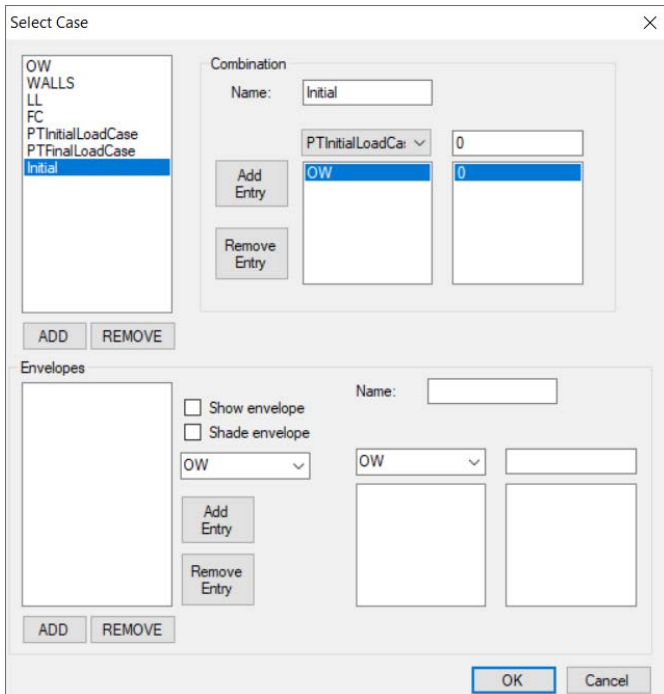 Select Case
OW
WALLS
LL
FC
PTInitialLoadCase
PTFinalLoadCase
Initial
ADD REMOVE
Combination
Name: Initial
PTInitialLoadCa: 0
Add
Entry
Remove
Entry
OW 0
Envelopes
Show envelope
Shade envelope
OW
Add
Entry
Remove
Entry
Name:
OW
ADD REMOVE
OK Cancel